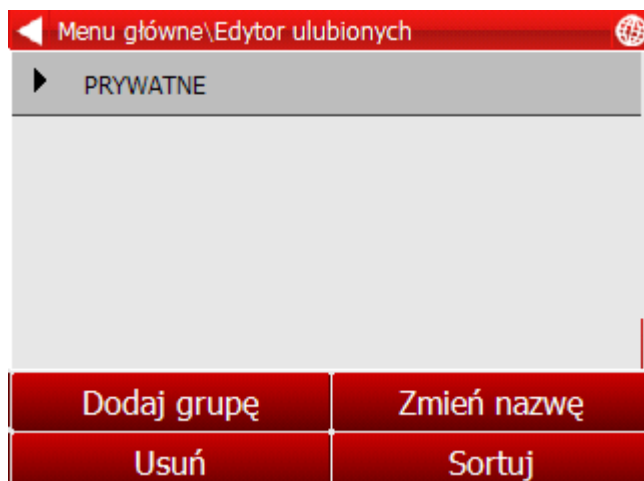 Menu główne\Edytor ulubionych
PRYWATNE
Dodaj grupę
Zmień nazwę
Usuń
Sortuj